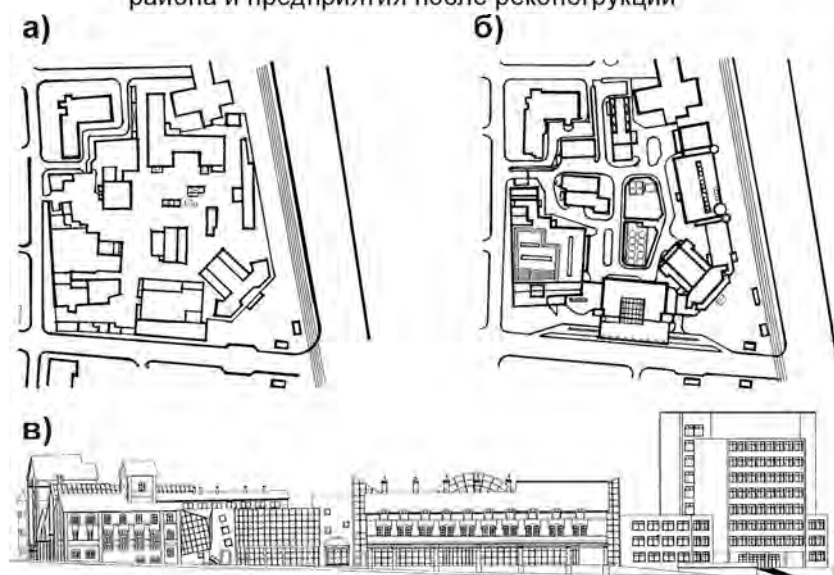 района и предприятия после реконструкции
а)
б)
в)